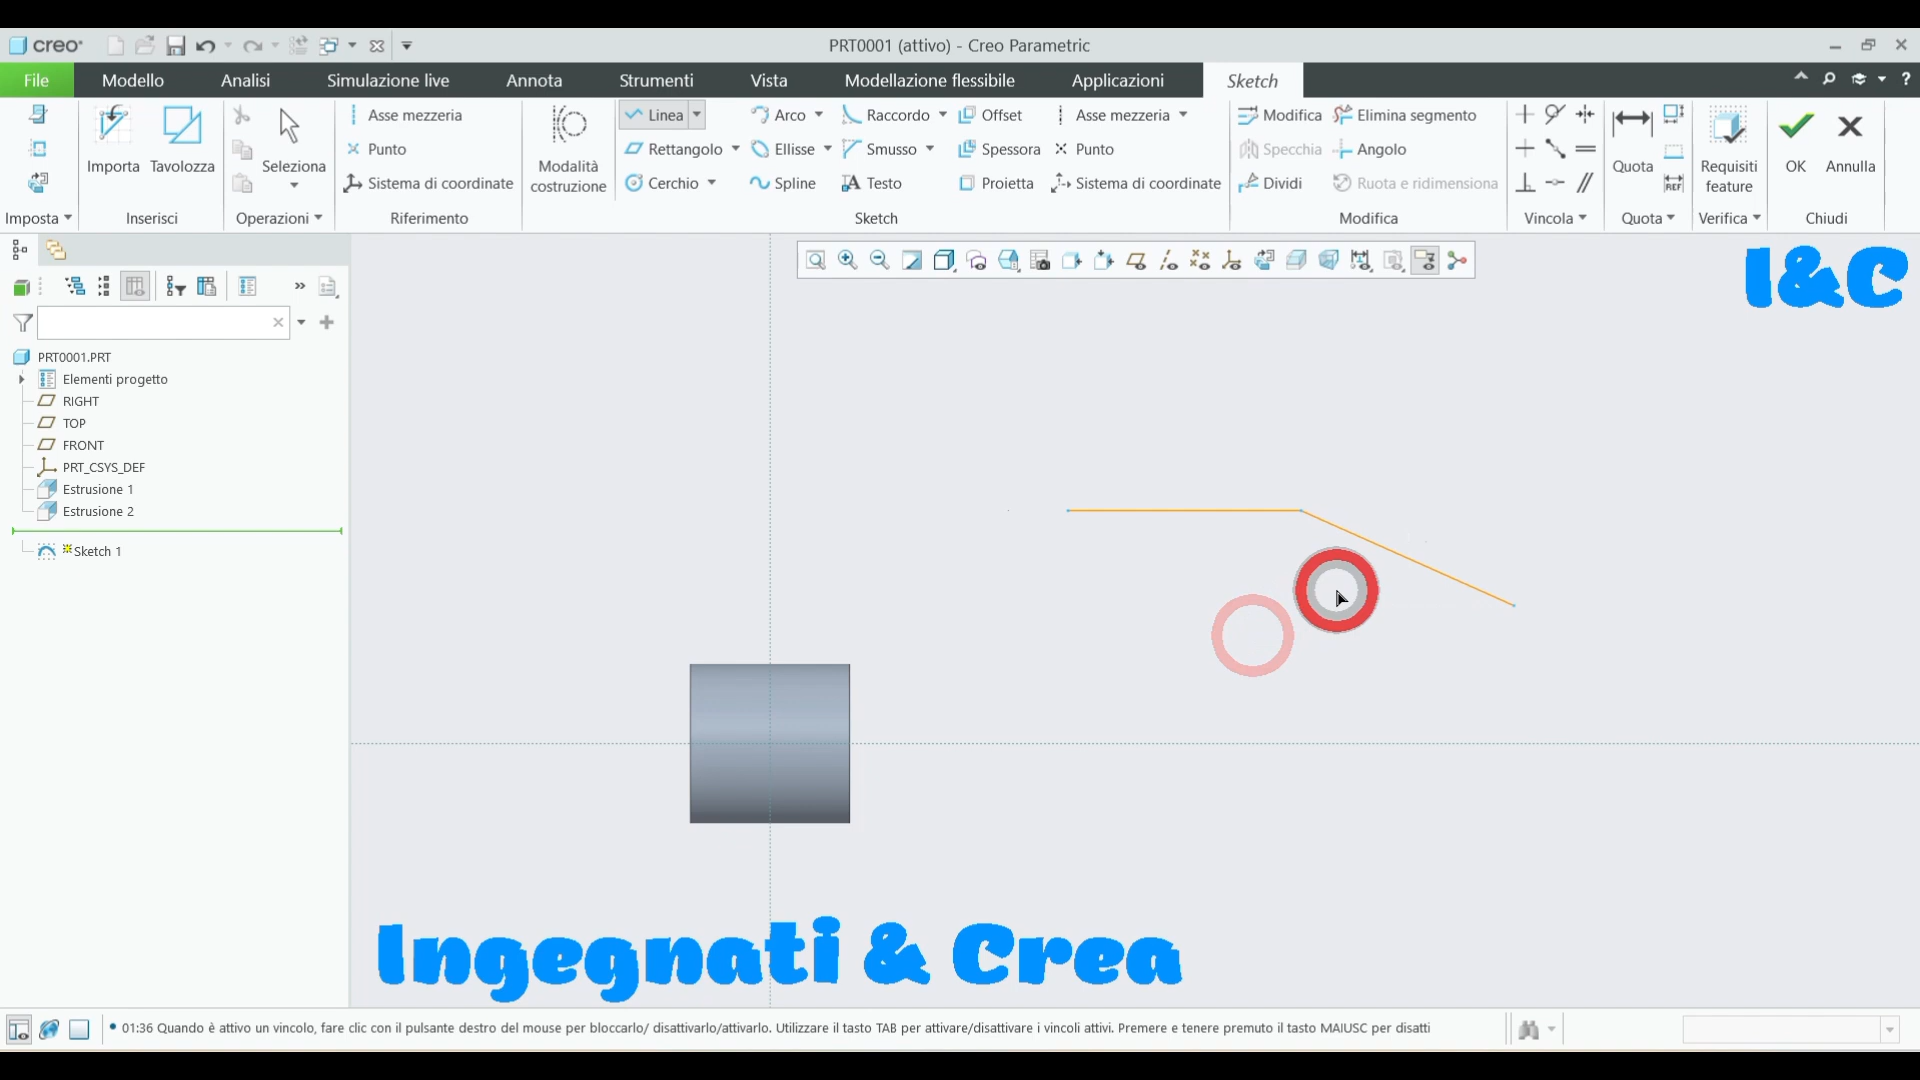 creo
PRT0001 (attivo) - Creo Parametric
File
Modello
Analisi
Simulazione live
Annota
Strumenti
Vista
Modellazione flessibile
Applicazioni
Sketch
Importa
Tavolozza
Seleziona
Asse mezzeria
Punto
Sistema di coordinate
Modalità
costruzione
Linea
Arco
Raccordo
Offset
Asse mezzeria
Rettangolo
Ellisse
Smusso
Spessora
Punto
Cerchio
Spline
Testo
Proietta
Sistema di coordinate
Modifica
Elimina segmento
Specchia
Angolo
Dividi
Ruota e ridimensiona
Quota
REF
Requisiti
feature
OK
Annulla
Imposta
Inserisci
Operazioni
Riferimento
Sketch
Modifica
Vincola
Quota
Verifica
Chiudi
I&C
PRT0001.PRT
Elementi progetto
RIGHT
TOP
FRONT
PRT_CSYS_DEF
Estrusione 1
Estrusione 2
Sketch 1
Ingegnati & Crea
01:36 Quando è attivo un vincolo, fare clic con il pulsante destro del mouse per bloccarlo/ disattivarlo/attivarlo. Utilizzare il tasto TAB per attivare/disattivare i vincoli attivi. Premere e tenere premuto il tasto MAIUSC per disatti